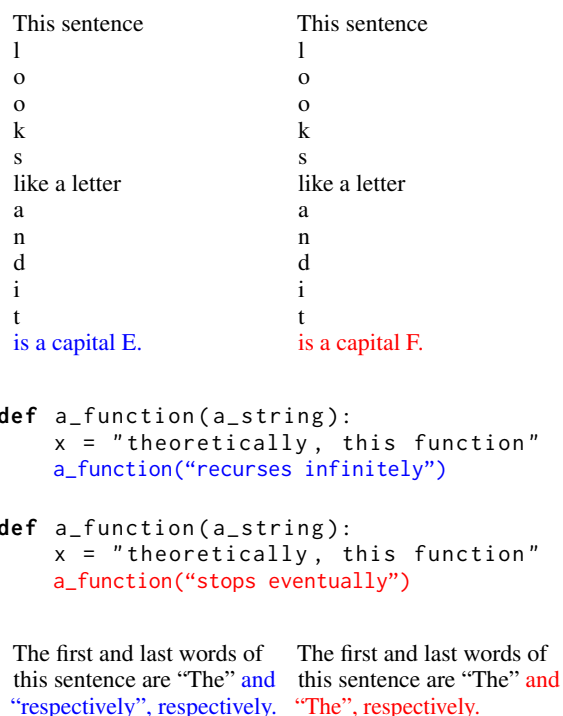 This sentence
l
o
o
k
s
like a letter
a
n
d
i
t
is a capital E.
This sentence
l
o
o
k
s
like a letter
a
n
d
i
t
is a capital F.
def a_function(a_string):
    x = "theoretically, this function"
    a_function(“recurses infinitely”)
def a_function(a_string):
    x = "theoretically, this function"
    a_function(“stops eventually”)
The first and last words of
this sentence are “The” and
“respectively”, respectively.
The first and last words of
this sentence are “The” and
“The”, respectively.